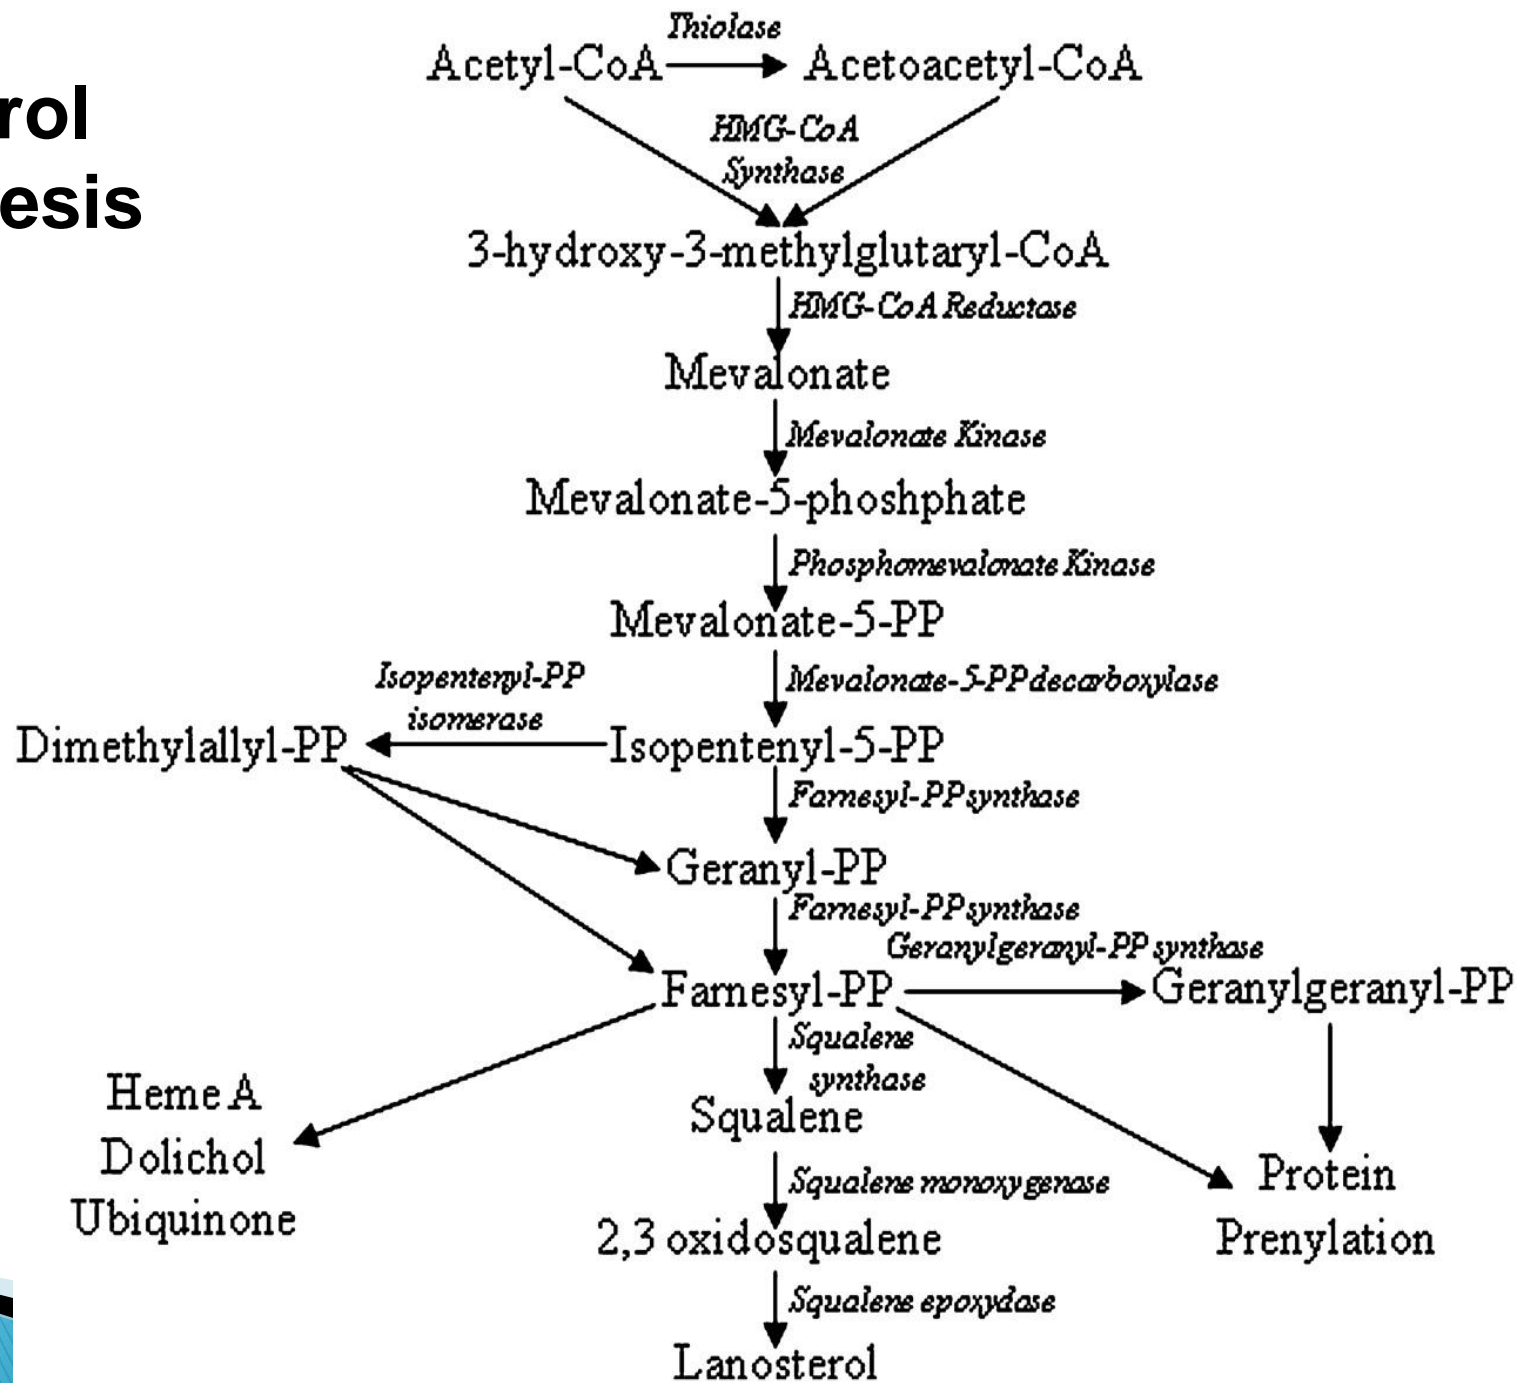 rol
esis
Thiolase
Acetyl-CoA Acetoacetyl-CoA
HMG-CoA
Synthase
3-hydroxy-3-methylglutaryl-CoA
HMG-CoA Reductase
Mevalonate
Mevalonate Kinase
Mevalonate-5-phoshphate
Phosphomevalonate Kinase
Mevalonate-5-PP
Isopentenyl-PP
isomerase
Mevalonate-5-PP decarboxylase
Dimethylallyl-PP Isopentenyl-5-PP
Farnesyl-PP synthase
Geranyl-PP
Farnesyl-PP synthase
Geranylgeranyl-PP synthase
Farnesyl-PP Geranylgeranyl-PP
Squalene
synthase
Heme A
Dolichol
Ubiquinone
Squalene
Protein
Prenylation
Squalene monoxygenase
2,3 oxidosqualene
Squalene epoxydase
Lanosterol